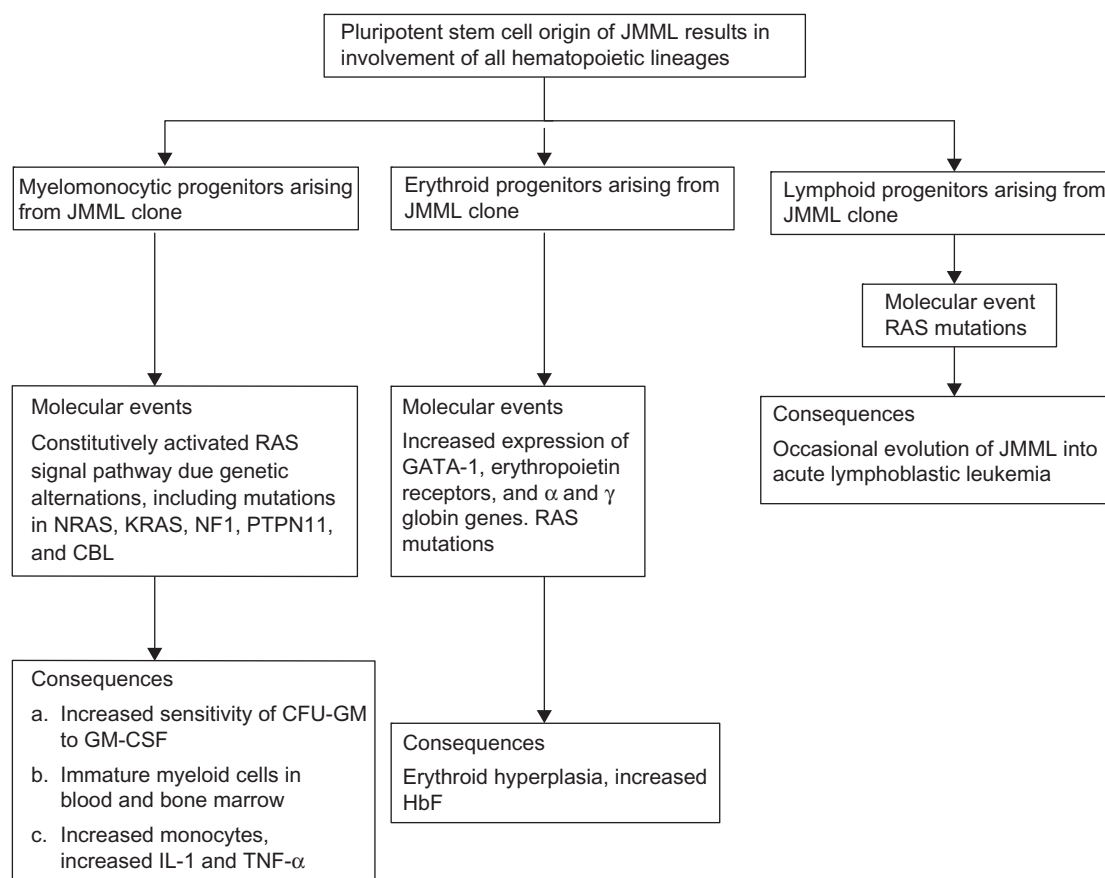 Pluripotent stem cell origin of JMML results in
involvement of all hematopoietic lineages
Myelomonocytic progenitors arising
from JMML clone
Erythroid progenitors arising from
JMML clone
Lymphoid progenitors arising from
JMML clone
Molecular event
RAS mutations
Molecular events
Constitutively activated RAS
signal pathway due genetic
alternations, including mutations
in NRAS, KRAS, NF1, PTPN11,
and CBL
Molecular events
Increased expression of
GATA-1, erythropoietin
receptors, and α and γ
globin genes. RAS
mutations
Consequences
Occasional evolution of JMML into
acute lymphoblastic leukemia
Consequences
a. Increased sensitivity of CFU-GM
to GM-CSF
b. Immature myeloid cells in
blood and bone marrow
c. Increased monocytes,
increased IL-1 and TNF-α
Consequences
Erythroid hyperplasia, increased
HbF